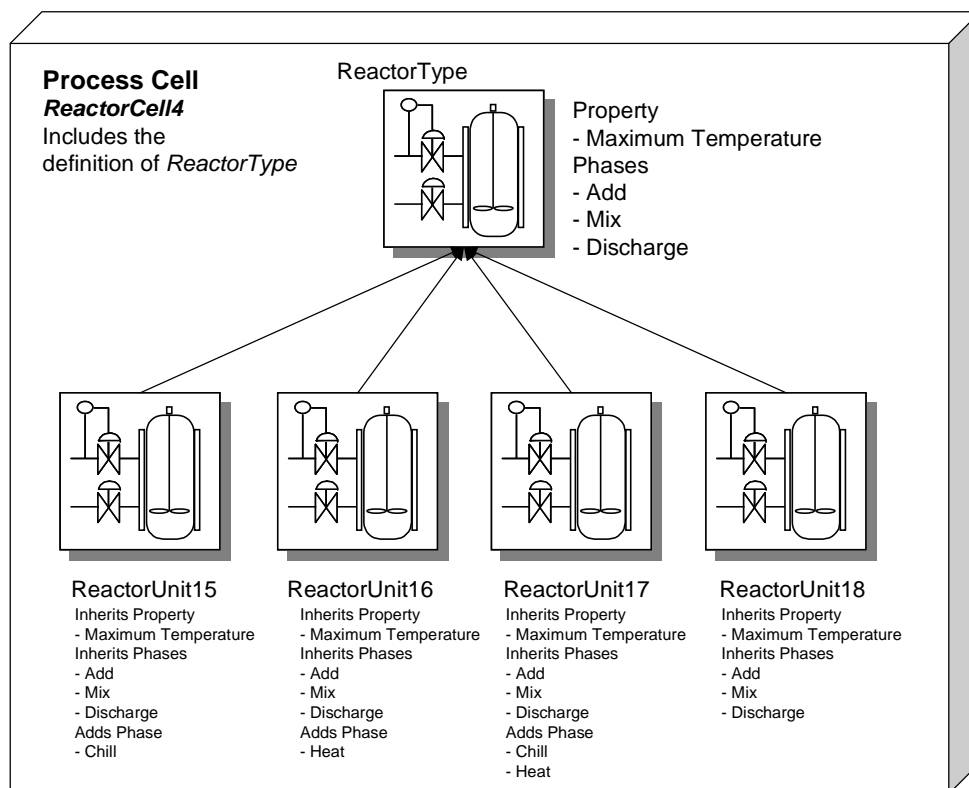 Process Cell
ReactorCell4
Includes the
definition of ReactorType
ReactorType
Property
- Maximum Temperature
Phases
- Add
- Mix
- Discharge
ReactorUnit15
Inherits Property
- Maximum Temperature
Inherits Phases
- Add
- Mix
- Discharge
Adds Phase
- Chill
ReactorUnit16
Inherits Property
- Maximum Temperature
Inherits Phases
- Add
- Mix
- Discharge
Adds Phase
- Heat
ReactorUnit17
Inherits Property
- Maximum Temperature
Inherits Phases
- Add
- Mix
- Discharge
Adds Phases
- Chill
- Heat
ReactorUnit18
Inherits Property
- Maximum Temperature
Inherits Phases
- Add
- Mix
- Discharge